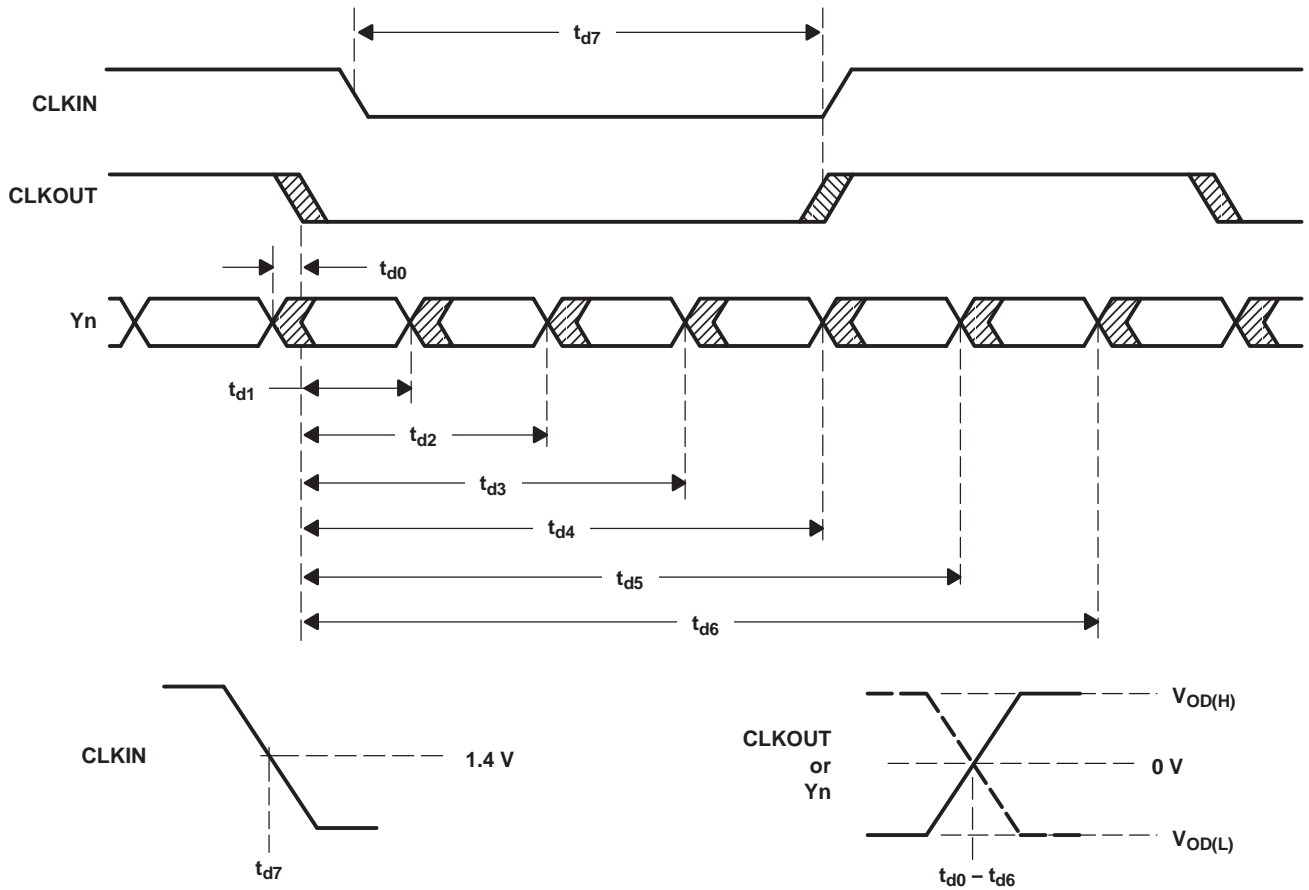 td7
CLKIN
CLKOUT
td0
Yn
td1
td2
td3
td4
td5
td6
CLKIN
1.4 V
td7
CLKOUT
or
Yn
VOD(H)
0 V
VOD(L)
td0 – td6